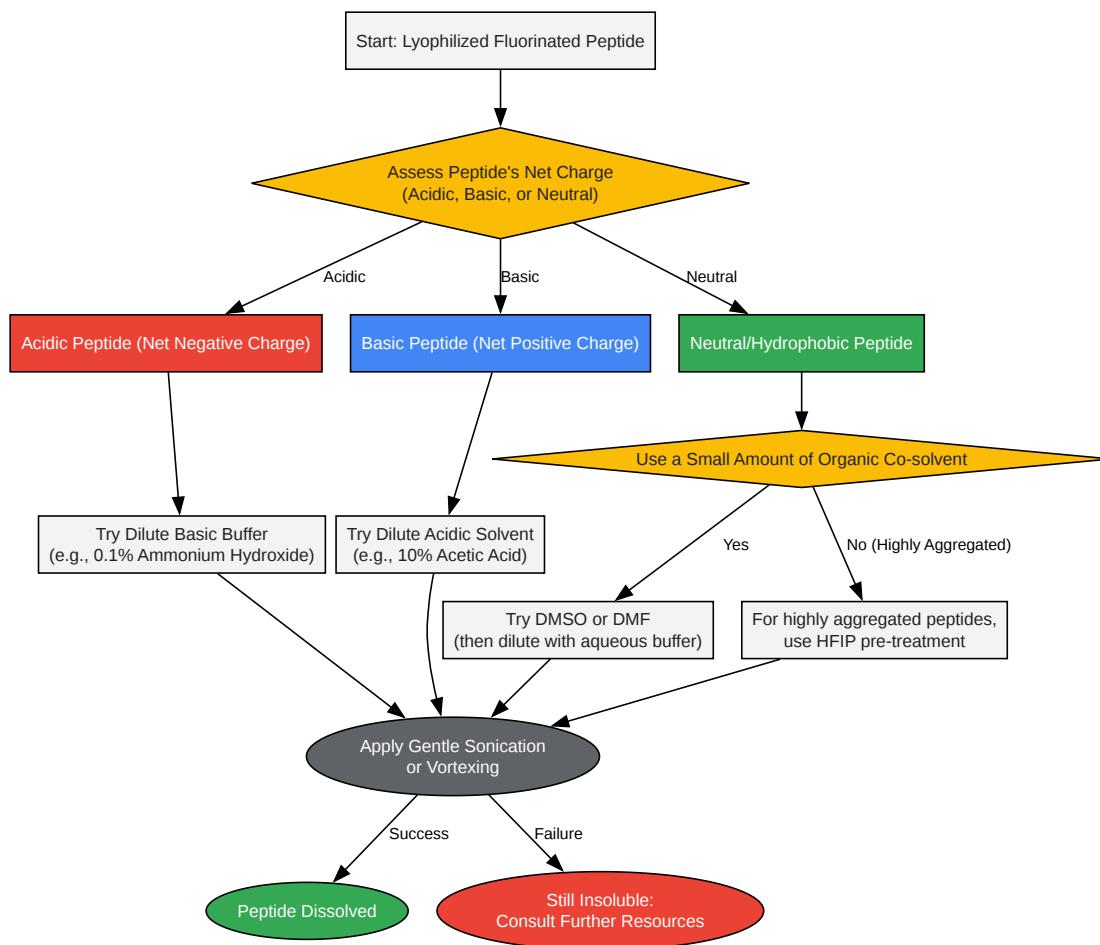 Start: Lyophilized Fluorinated Peptide
Assess Peptide's Net Charge
(Acidic, Basic, or Neutral)
Acidic
Basic
Neutral
Acidic Peptide (Net Negative Charge)
Basic Peptide (Net Positive Charge)
Neutral/Hydrophobic Peptide
Use a Small Amount of Organic Co-solvent
Try Dilute Basic Buffer
(e.g., 0.1% Ammonium Hydroxide)
Try Dilute Acidic Solvent
(e.g., 10% Acetic Acid)
Yes
No (Highly Aggregated)
Try DMSO or DMF
(then dilute with aqueous buffer)
For highly aggregated peptides,
use HFIP pre-treatment
Apply Gentle Sonication
or Vortexing
Success
Failure
Peptide Dissolved
Still Insoluble:
Consult Further Resources